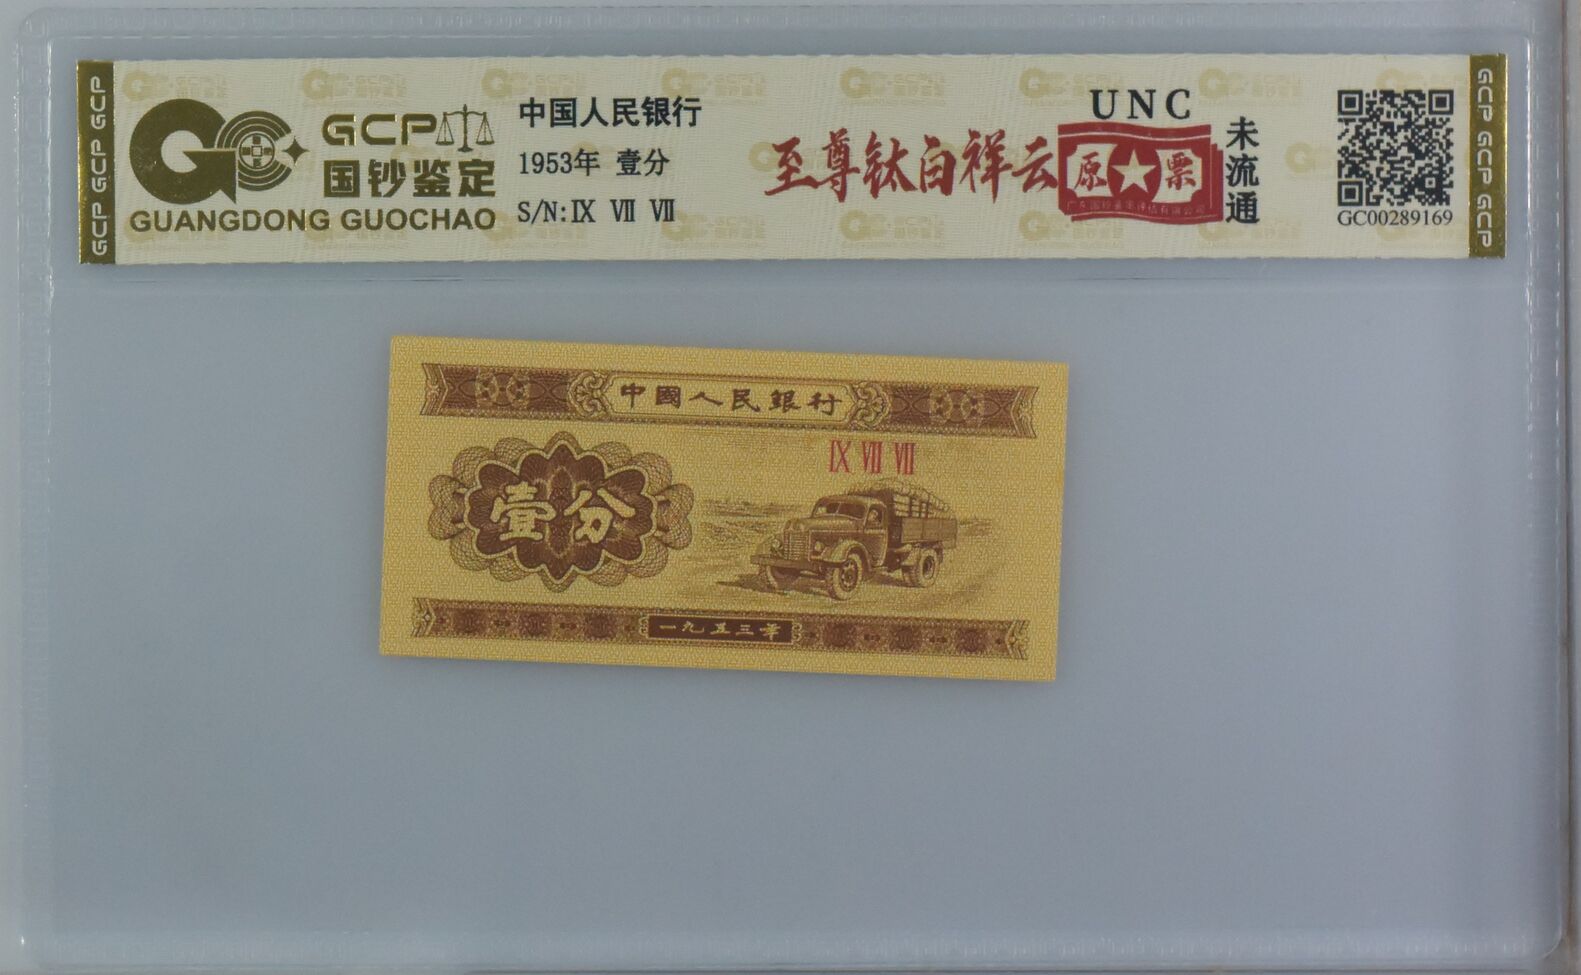 GCP GCP GCP
GCP
国钞鉴定
GUANGDONG GUOCHAO
中国人民银行
1953年 壹分
S/N:Ⅸ Ⅶ Ⅶ
至尊钛白祥云
UNC
原票
未流通
GC00289169
GCP GCP GCP
中國人民銀行
Ⅸ Ⅶ Ⅶ
壹分
一九五三年